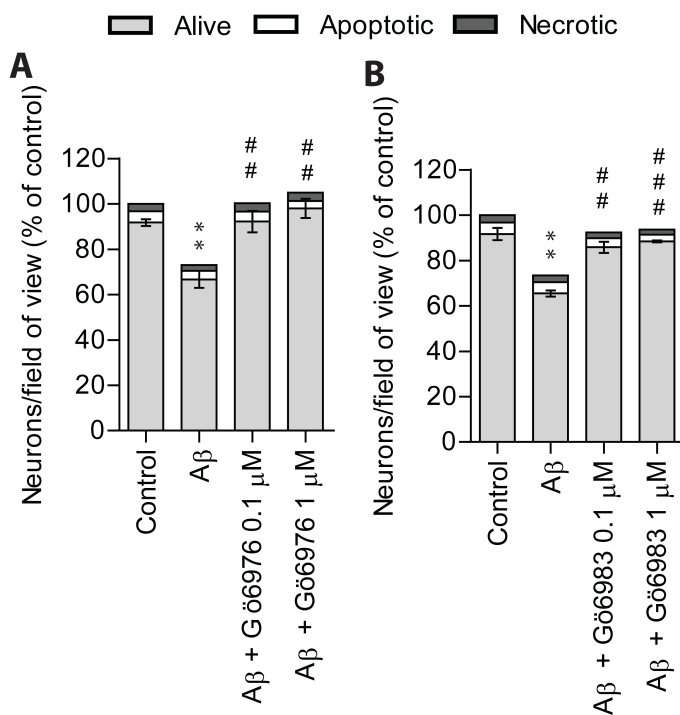 Alive Apoptotic Necrotic
A
Neurons/field of view (% of control)
120
100
80
60
40
20
0
**
##
##
Control
Aβ
Aβ + Gö6976 0.1 μM
Aβ + Gö6976 1 μM
B
Neurons/field of view (% of control)
120
100
80
60
40
20
0
**
##
###
Control
Aβ
Aβ + Gö6983 0.1 μM
Aβ + Gö6983 1 μM